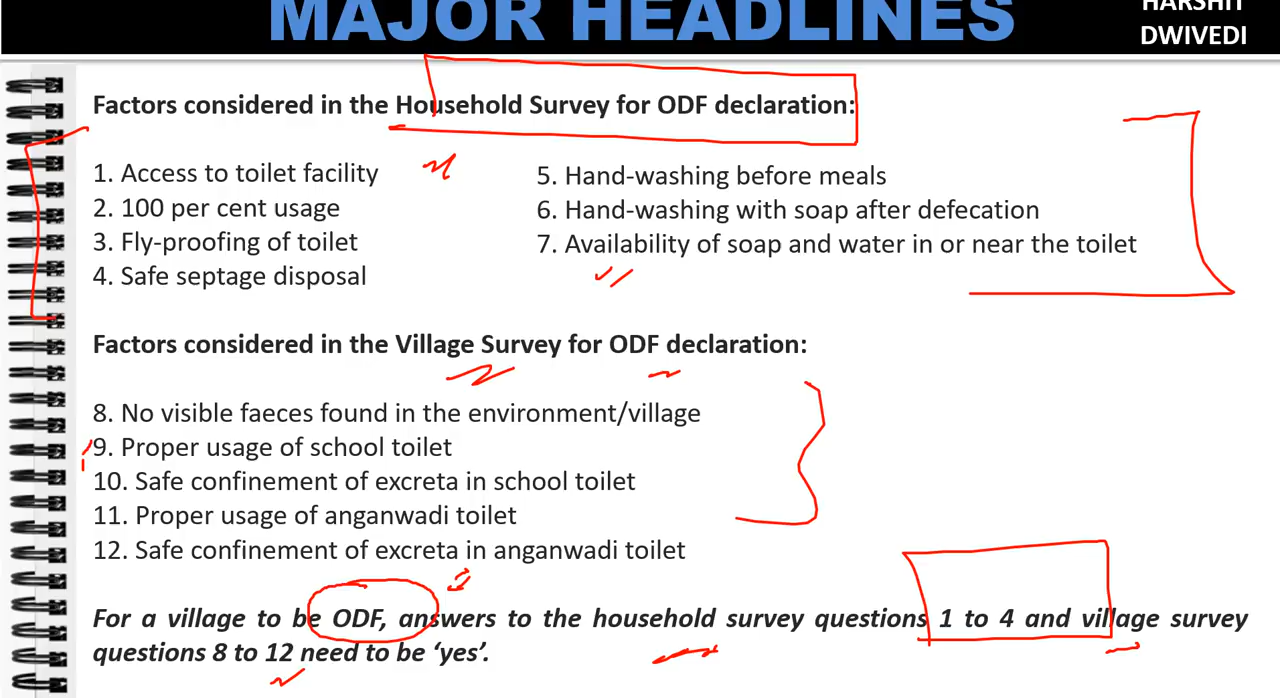 MAJOR HEADLINES
HARSHIT
DWIVEDI
Factors considered in the Household Survey for ODF declaration:
1. Access to toilet facility
2. 100 per cent usage
3. Fly-proofing of toilet
4. Safe septage disposal
5. Hand-washing before meals
6. Hand-washing with soap after defecation
7. Availability of soap and water in or near the toilet
Factors considered in the Village Survey for ODF declaration:
8. No visible faeces found in the environment/village
9. Proper usage of school toilet
10. Safe confinement of excreta in school toilet
11. Proper usage of anganwadi toilet
12. Safe confinement of excreta in anganwadi toilet
For a village to be ODF, answers to the household survey questions 1 to 4 and village survey
questions 8 to 12 need to be ‘yes’.